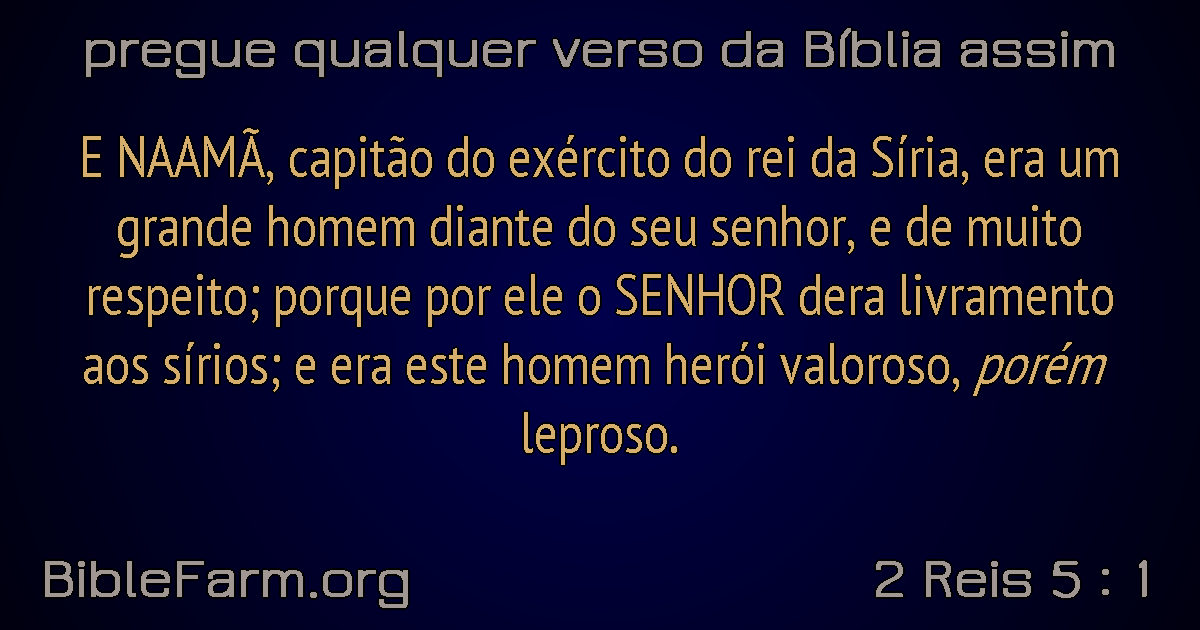 pregue qualquer verso da Bíblia assim
E NAAMÃ, capitão do exército do rei da Síria, era um
grande homem diante do seu senhor, e de muito
respeito; porque por ele o SENHOR dera livramento
aos sírios; e era este homem herói valoroso, porém
leproso.
BibleFarm.org
2 Reis 5 : 1